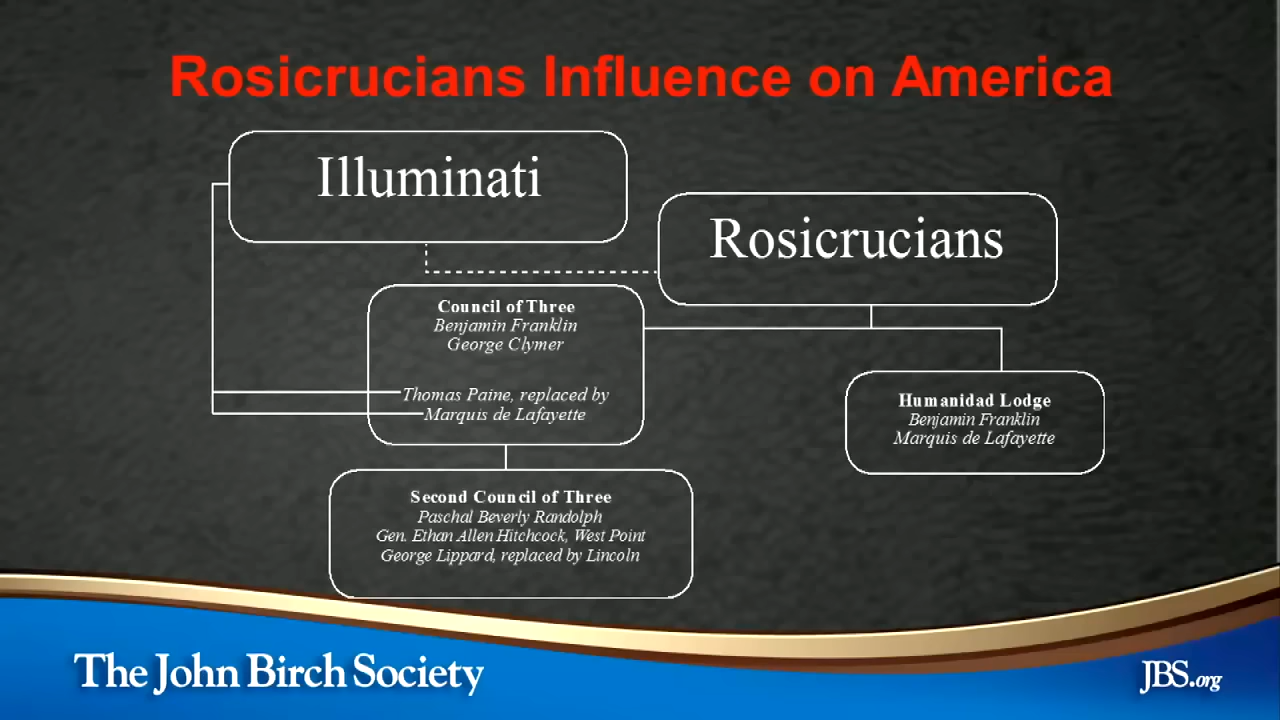 Rosicrucians Influence on America
Illuminati
Rosicrucians
Council of Three
Benjamin Franklin
George Clymer
Thomas Paine, replaced by
Marquis de Lafayette
Humanidad Lodge
Benjamin Franklin
Marquis de Lafayette
Second Council of Three
Paschal Beverly Randolph
Gen. Ethan Allen Hitchcock, West Point
George Lippard, replaced by Lincoln
The John Birch Society
JBS.org